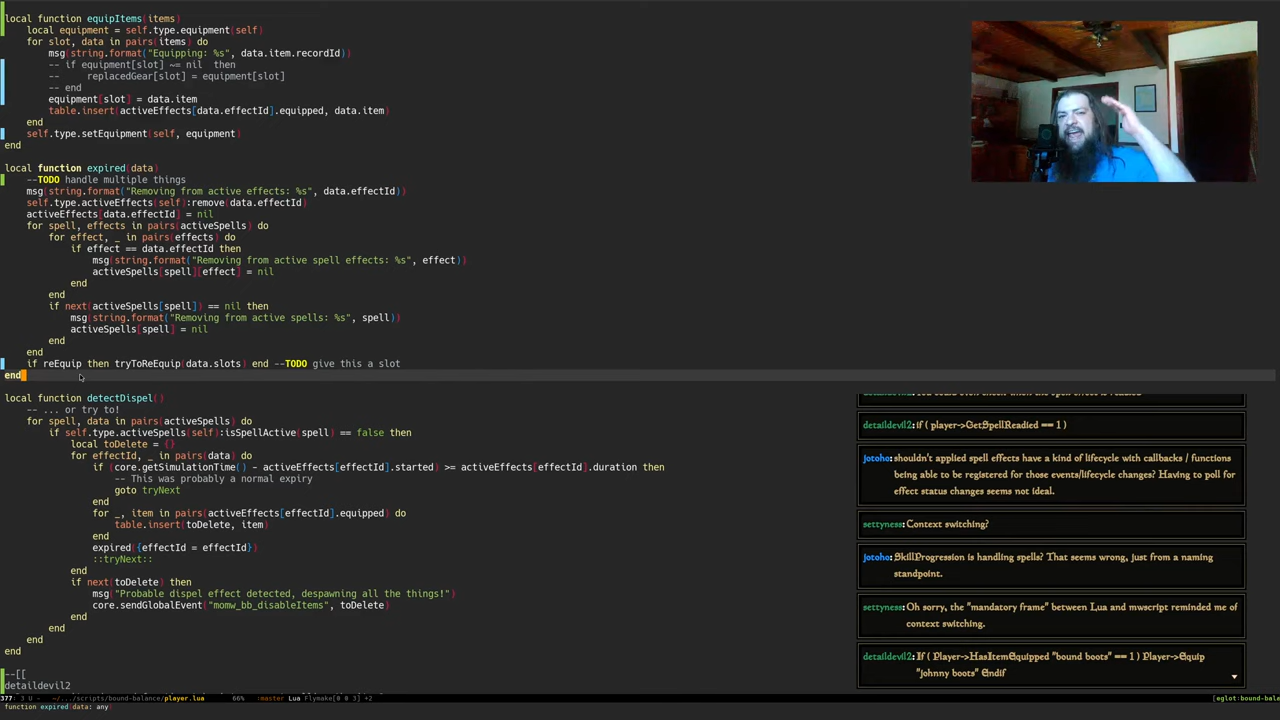 local function equipItems(items)
    local equipment = self.type.equipment(self)
    for slot, data in pairs(items) do
        msg(string.format("Equipping: %s", data.item.recordId))
        -- if equipment[slot] ~= nil  then
        --     replacedGear[slot] = equipment[slot]
        -- end
        equipment[slot] = data.item
        table.insert(activeEffects[data.effectId].equipped, data.item)
    end
    self.type.setEquipment(self, equipment)
end
local function expired(data)
    --TODO handle multiple things
    msg(string.format("Removing from active effects: %s", data.effectId))
    self.type.activeEffects(self):remove(data.effectId)
    activeEffects[data.effectId] = nil
    for spell, effects in pairs(activeSpells) do
        for effect, _ in pairs(effects) do
            if effect == data.effectId then
                msg(string.format("Removing from active spell effects: %s", effect))
                activeSpells[spell][effect] = nil
            end
        end
        if next(activeSpells[spell]) == nil then
            msg(string.format("Removing from active spells: %s", spell))
            activeSpells[spell] = nil
        end
    end
    if reEquip then tryToReEquip(data.slots) end --TODO give this a slot
end
local function detectDispel()
    -- ... or try to!
    for spell, data in pairs(activeSpells) do
        if self.type.activeSpells(self):isSpellActive(spell) == false then
            local toDelete = {}
            for effectId, _ in pairs(data) do
                if (core.getSimulationTime() - activeEffects[effectId].started) >= activeEffects[effectId].duration then
                    -- This was probably a normal expiry
                    goto tryNext
                end
                for _, item in pairs(activeEffects[effectId].equipped) do
                    table.insert(toDelete, item)
                end
                expired({effectId = effectId})
                ::tryNext::
            end
            if next(toDelete) then
                msg("Probable dispel effect detected, despawning all the things!")
                core.sendGlobalEvent("momw_bb_disableItems", toDelete)
            end
        end
    end
end
--[[
detaildevil2
detaildevil2: if ( player->GetSpellReadied == 1 )
jotoho: shouldn't applied spell effects have a kind of lifecycle with callbacks / functions
being able to be registered for those events/lifecycle changes? Having to poll for
effect status changes seems not ideal.
settyness: Context switching?
jotoho: SkillProgression is handling spells? That seems wrong, just from a naming
standpoint.
settyness: Oh sorry, the "mandatory frame" between Lua and mwscript reminded me of
context switching.
detaildevil2: If ( Player->HasItemEquipped "bound boots" == 1 ) Player->Equip
"johnny boots" Endif
~/.../scripts/bound-balance/player.lua 66% master Lua Flymake[0 0 3] +2 [eglot:bound-bala
function expired(data: any)